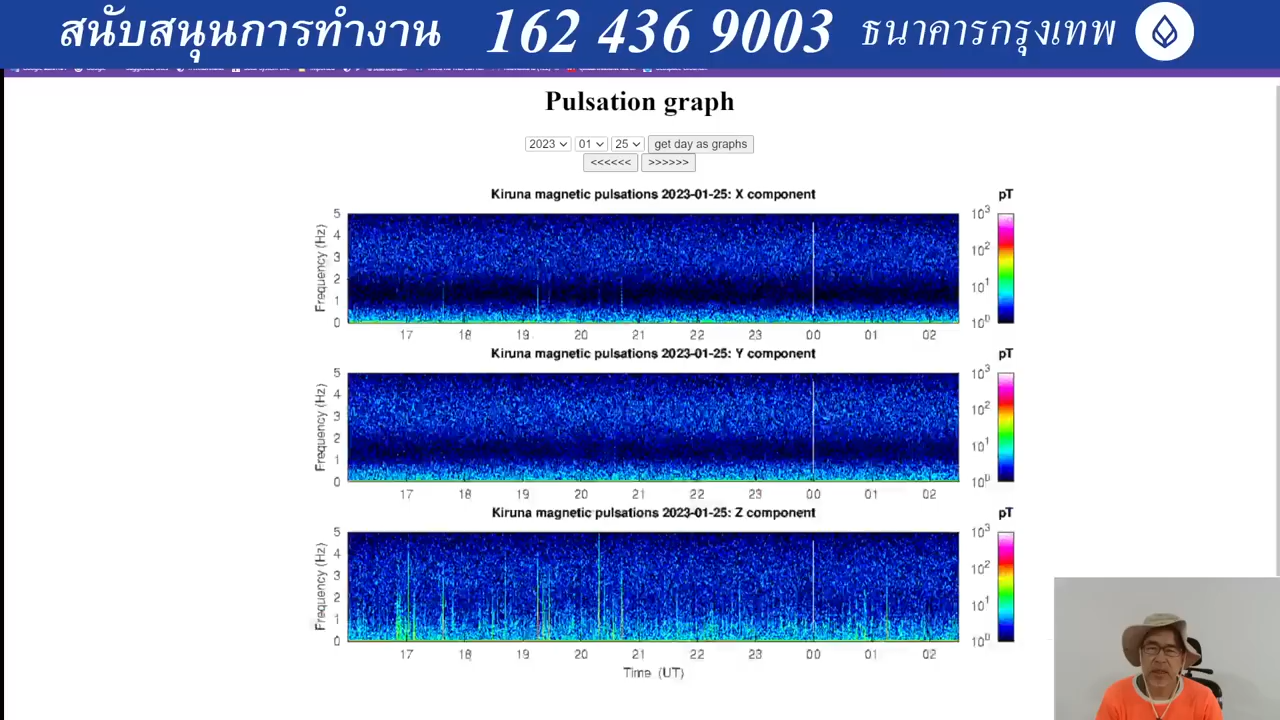 สนับสนุนการทำงาน 162 436 9003 ธนาคารกรุงเทพ
Pulsation graph
2023 01 25 get day as graphs
<<<<<< >>>>>>
Kiruna magnetic pulsations 2023-01-25: X component pT
Frequency (Hz)
5 4 3 2 1 0
10³ 10² 10¹ 10⁰
17 18 19 20 21 22 23 00 01 02
Kiruna magnetic pulsations 2023-01-25: Y component pT
Frequency (Hz)
5 4 3 2 1 0
10³ 10² 10¹ 10⁰
17 18 19 20 21 22 23 00 01 02
Kiruna magnetic pulsations 2023-01-25: Z component pT
Frequency (Hz)
5 4 3 2 1 0
10³ 10² 10¹ 10⁰
17 18 19 20 21 22 23 00 01 02
Time (UT)